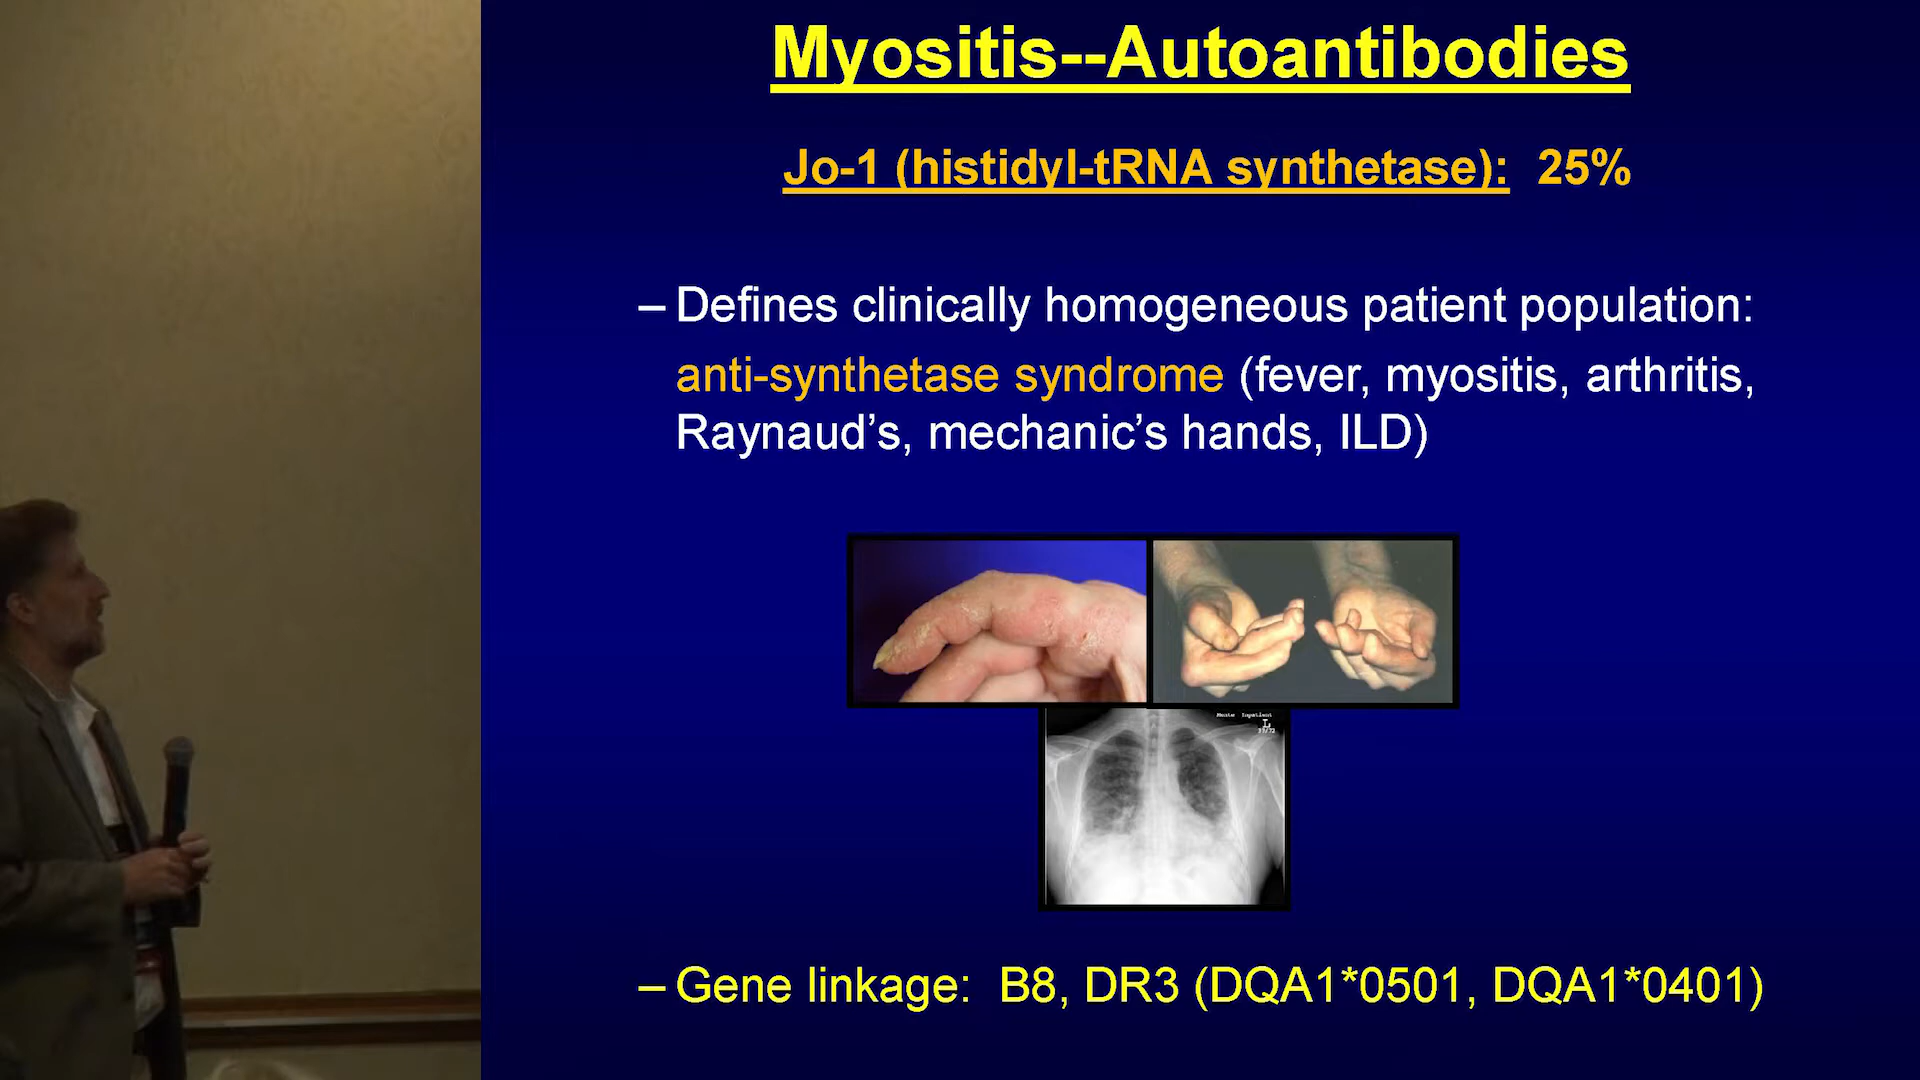 Myositis--Autoantibodies
Jo-1 (histidyl-tRNA synthetase): 25%
– Defines clinically homogeneous patient population:
anti-synthetase syndrome (fever, myositis, arthritis,
Raynaud’s, mechanic’s hands, ILD)
L
– Gene linkage: B8, DR3 (DQA1*0501, DQA1*0401)